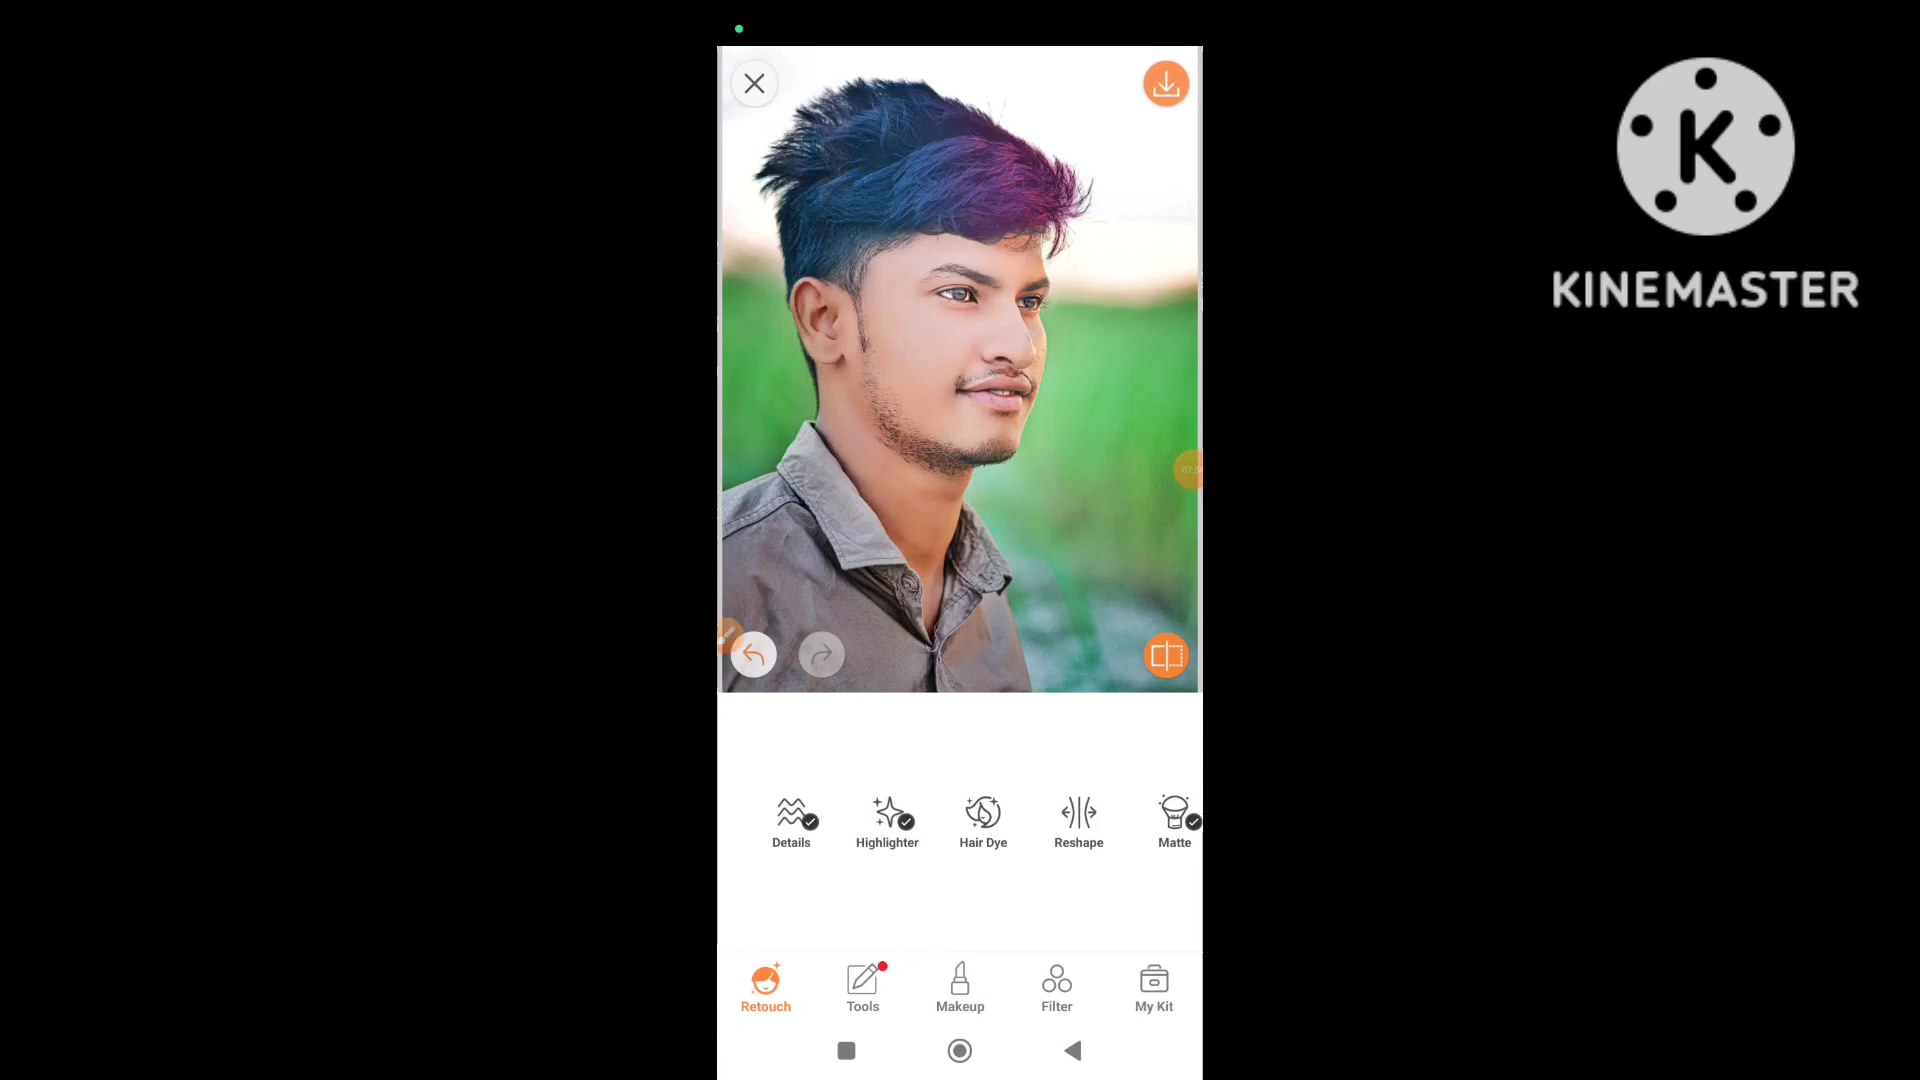 K
KINEMASTER
Details
Highlighter
Hair Dye
Reshape
Matte
Retouch
Tools
Makeup
Filter
My Kit